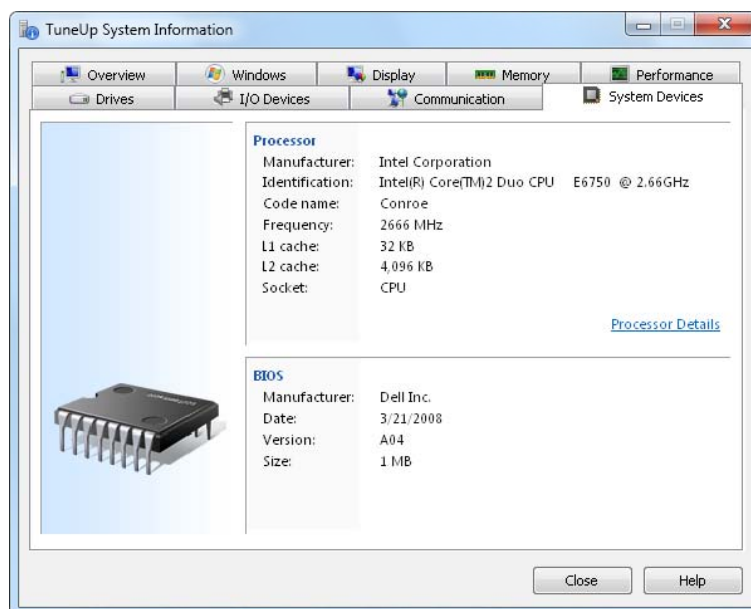 TuneUp System Information
Overview Windows Display Memory Performance
Drives I/O Devices Communication System Devices
Processor
Manufacturer: Intel Corporation
Identification: Intel(R) Core(TM)2 Duo CPU E6750 @ 2.66GHz
Code name: Conroe
Frequency: 2666 MHz
L1 cache: 32 KB
L2 cache: 4,096 KB
Socket: CPU
Processor Details
BIOS
Manufacturer: Dell Inc.
Date: 3/21/2008
Version: A04
Size: 1 MB
Close Help